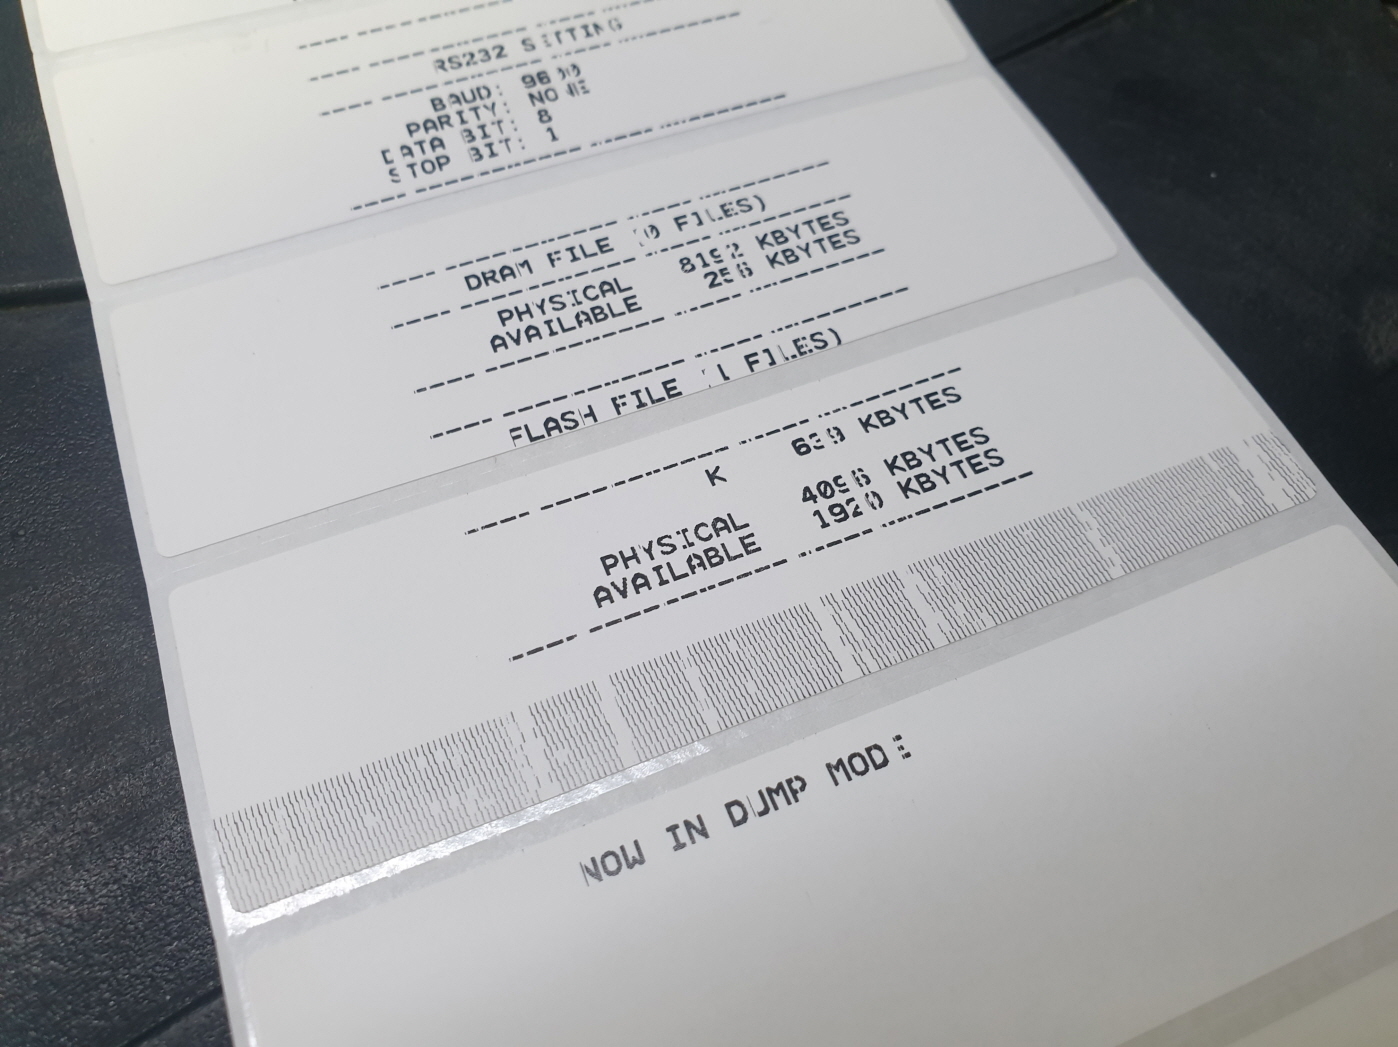 RS232 SETTING
BAUD: 9600
PARITY: NONE
DATA BIT: 8
STOP BIT: 1
DRAM FILE (0 FILES)
PHYSICAL 8192 KBYTES
AVAILABLE 256 KBYTES
FLASH FILE (1 FILES)
K 639 KBYTES
PHYSICAL 4096 KBYTES
AVAILABLE 1920 KBYTES
NOW IN DUMP MODE